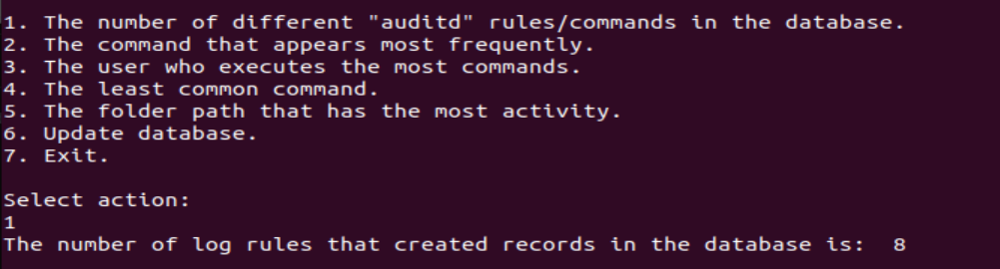 1. The number of different "auditd" rules/commands in the database.
2. The command that appears most frequently.
3. The user who executes the most commands.
4. The least common command.
5. The folder path that has the most activity.
6. Update database.
7. Exit.
Select action:
1
The number of log rules that created records in the database is:  8